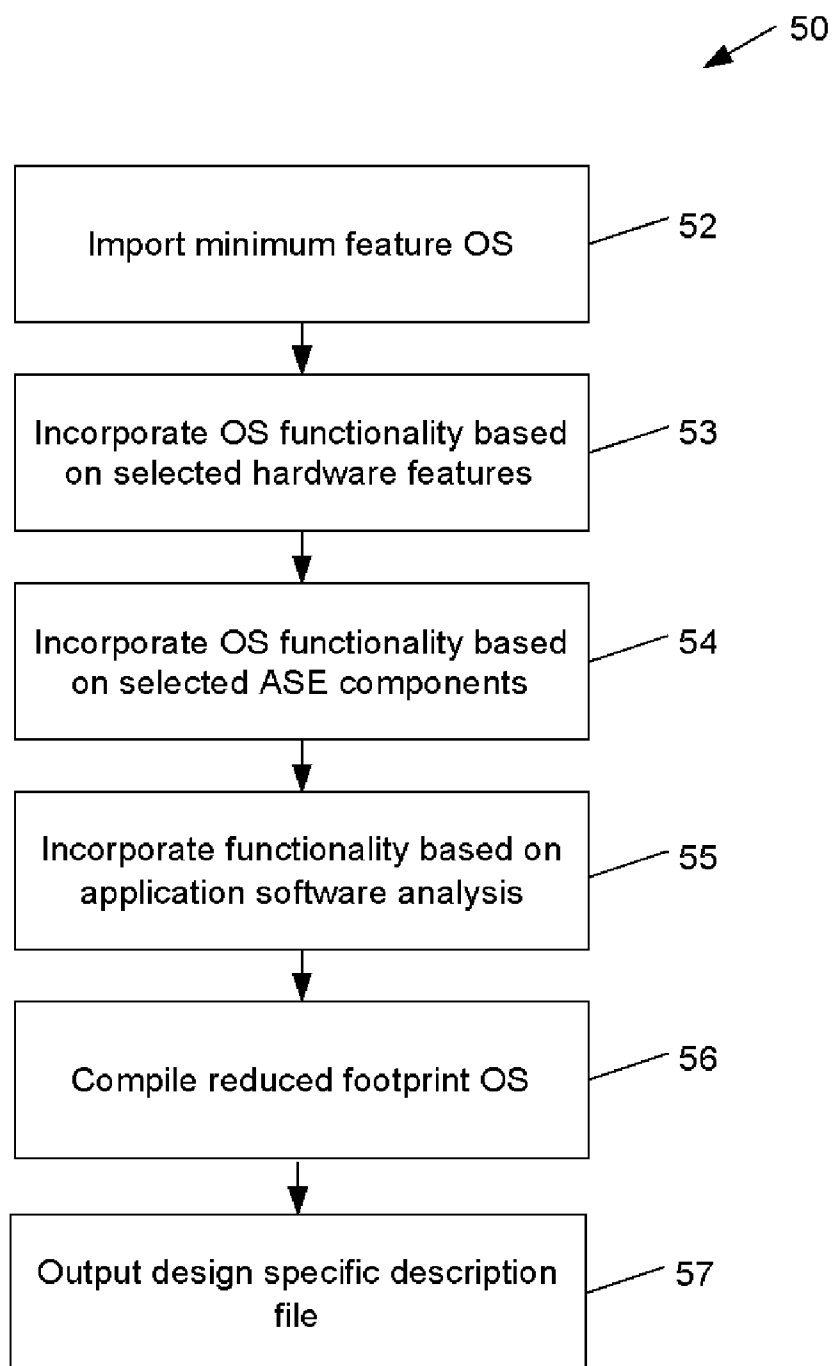 50
Import minimum feature OS
52
Incorporate OS functionality based
on selected hardware features
53
Incorporate OS functionality based
on selected ASE components
54
Incorporate functionality based on
application software analysis
55
Compile reduced footprint OS
56
Output design specific description
file
57